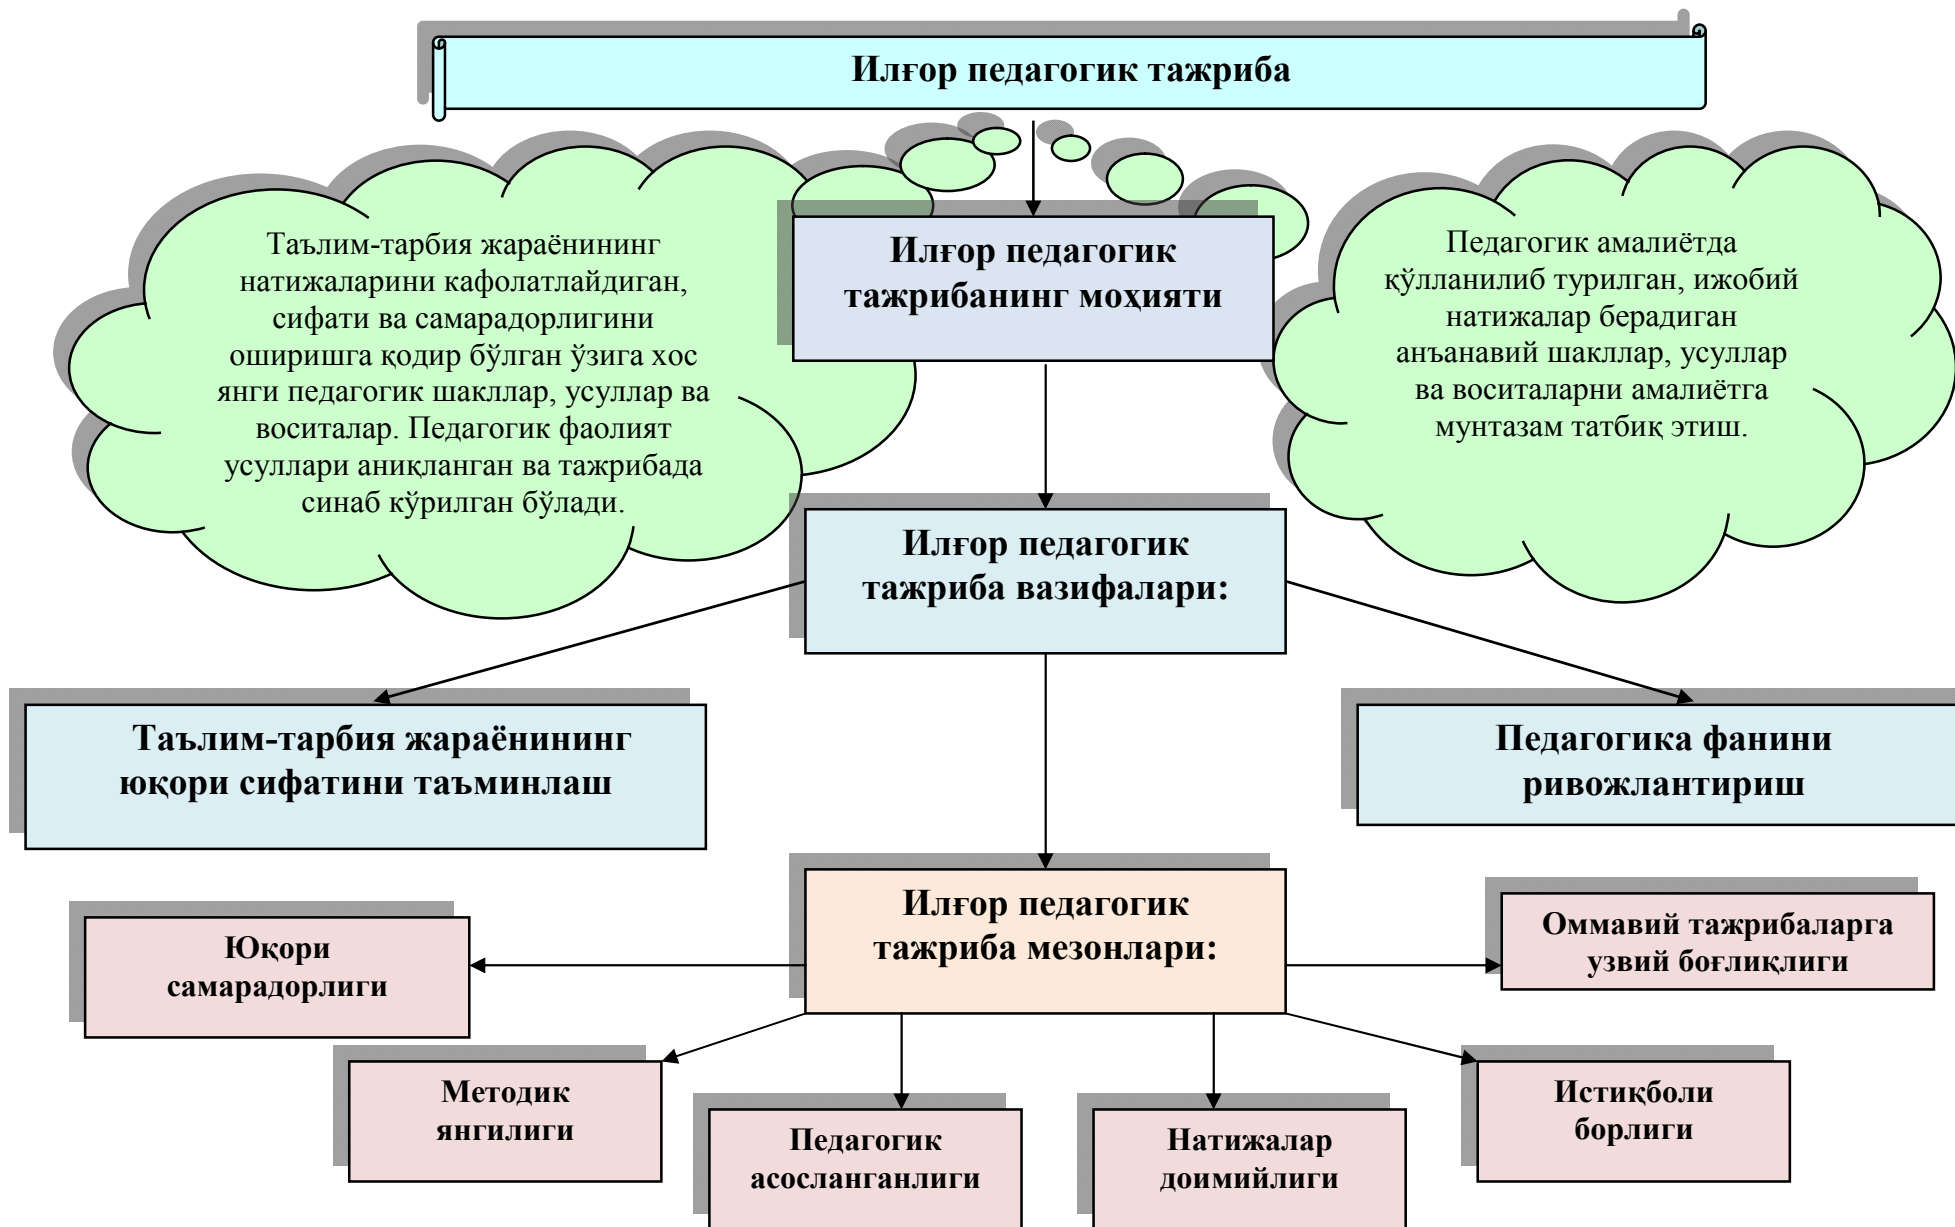 Илғор педагогик тажриба
Таълим-тарбия жараёнининг
натижаларини кафолатлайдиган,
сифати ва самарадорлигини
оширишга қодир бўлган ўзига хос
янги педагогик шакллар, усуллар ва
воситалар. Педагогик фаолият
усуллари аниқланган ва тажрибада
синаб кўрилган бўлади.
Илғор педагогик
тажрибанинг моҳияти
Педагогик амалиётда
қўлланилиб турилган, ижобий
натижалар берадиган
анъанавий шакллар, усуллар
ва воситаларни амалиётга
мунтазам татбиқ этиш.
Илғор педагогик
тажриба вазифалари:
Таълим-тарбия жараёнининг
юқори сифатини таъминлаш
Педагогика фанини
ривожлантириш
Илғор педагогик
тажриба мезонлари:
Юқори
самарадорлиги
Оммавий тажрибаларга
узвий боғлиқлиги
Методик
янгилиги
Педагогик
асосланганлиги
Натижалар
доимийлиги
Истиқболи
борлиги